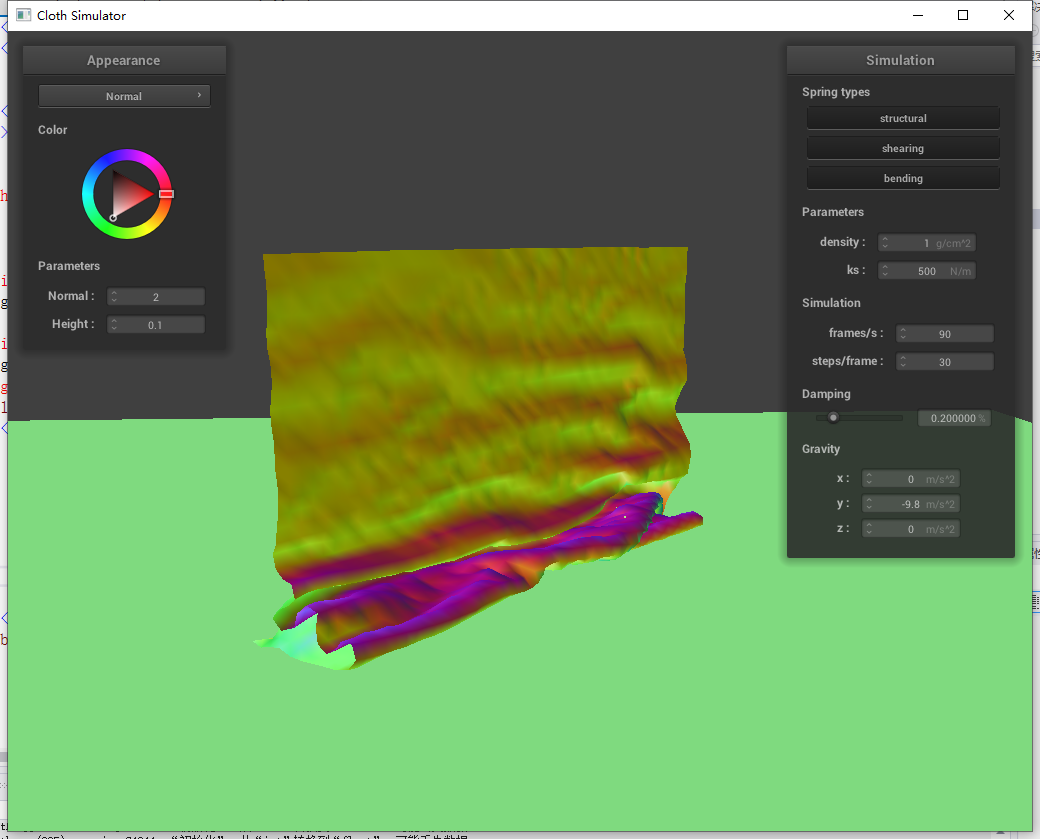 Cloth Simulator
Appearance
Normal
Color
Parameters
Normal : 2
Height : 0.1
Simulation
Spring types
structural
shearing
bending
Parameters
density : 1 g/cm^2
ks : 500 N/m
Simulation
frames/s : 90
steps/frame : 30
Damping
0.200000 %
Gravity
x : 0 m/s^2
y : -9.8 m/s^2
z : 0 m/s^2